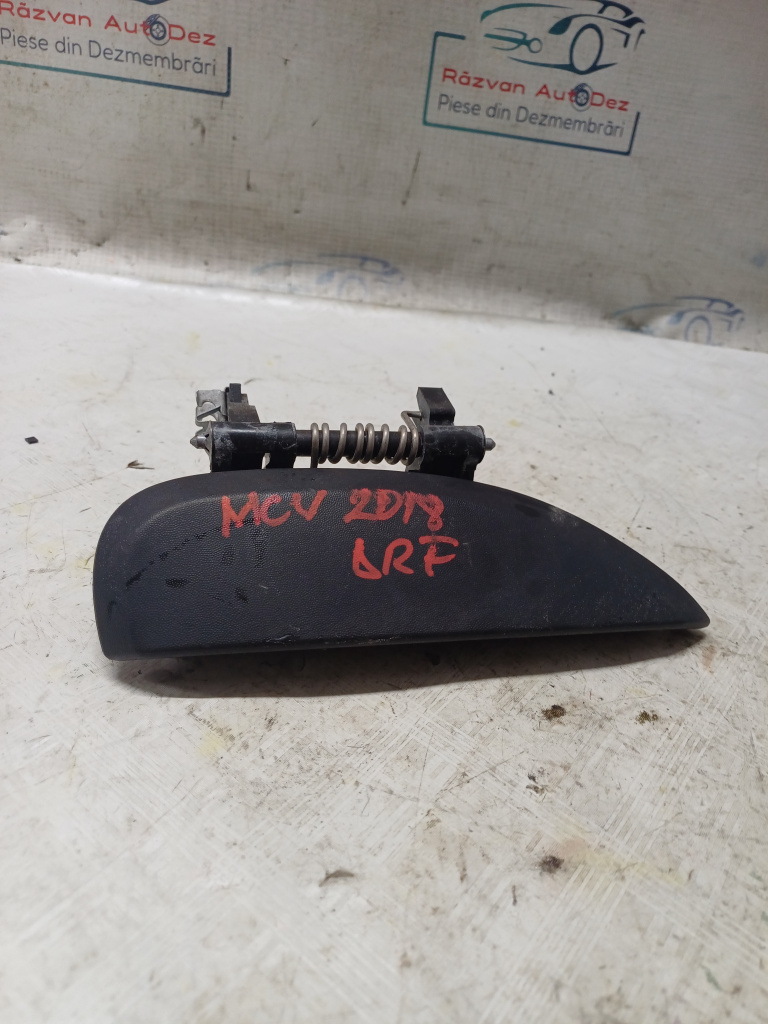 Răzvan AutoDez
Piese din Dezmembrări
Răzvan AutoDez
Piese din Dezmembrări
MCV 2018
DRF